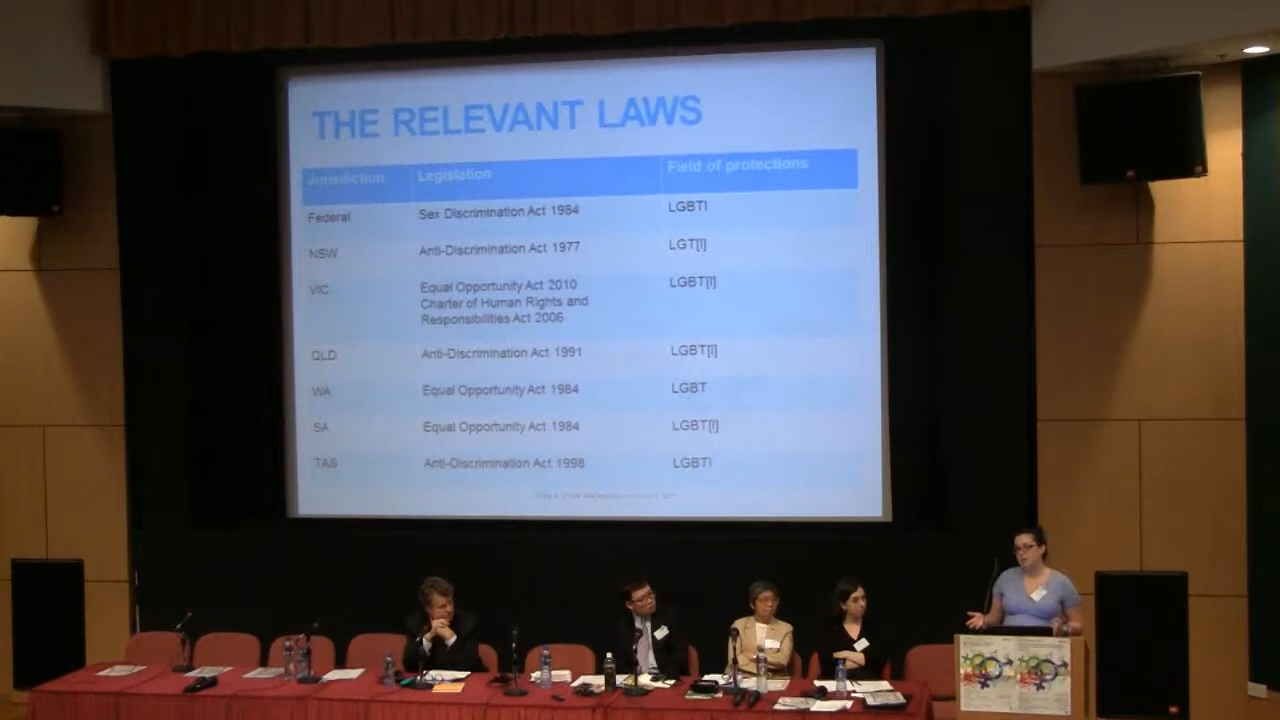 THE RELEVANT LAWS
Jurisdiction Legislation Field of protections
Federal Sex Discrimination Act 1984 LGBTI
NSW Anti-Discrimination Act 1977 LGT[I]
VIC Equal Opportunity Act 2010 LGBT[I]
Charter of Human Rights and
Responsibilities Act 2006
QLD Anti-Discrimination Act 1991 LGBT[I]
WA Equal Opportunity Act 1984 LGBT
SA Equal Opportunity Act 1984 LGBT[I]
TAS Anti-Discrimination Act 1998 LGBTI